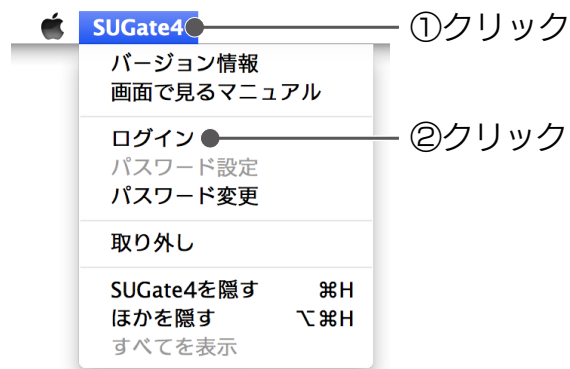 SUGate4 ①クリック
バージョン情報
画面で見るマニュアル
ログイン ②クリック
パスワード設定
パスワード変更
取り外し
SUGate4を隠す ⌘H
ほかを隠す ⌥⌘H
すべてを表示